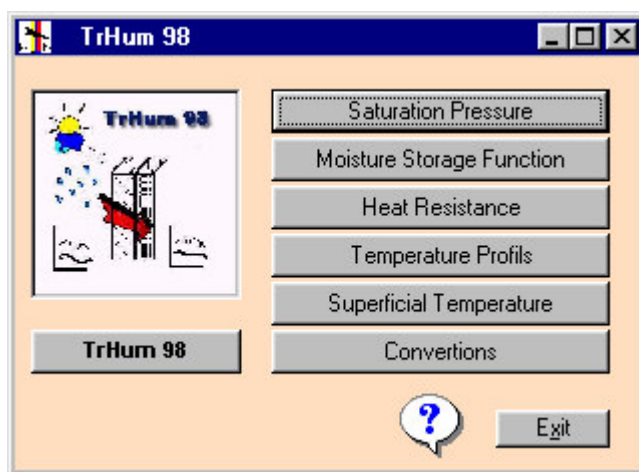 TrHum 98
TrHum 98
Saturation Pressure
Moisture Storage Function
Heat Resistance
Temperature Profils
Superficial Temperature
TrHum 98
Convertions
?
Exit